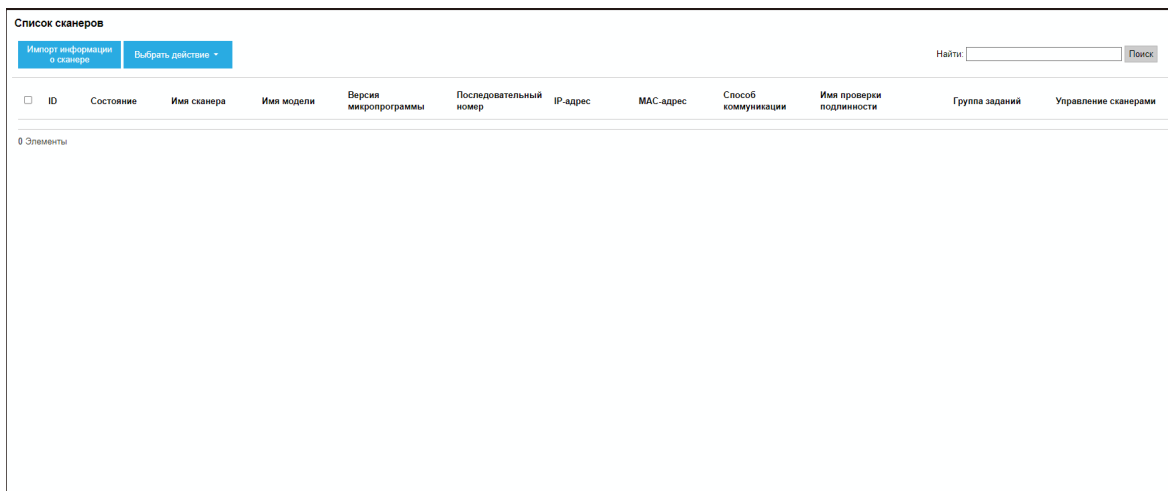 Список сканеров
Импорт информации
о сканере
Выбрать действие
Найти:
Поиск
ID
Состояние
Имя сканера
Имя модели
Версия
микропрограммы
Последовательный
номер
IP-адрес
MAC-адрес
Способ
коммуникации
Имя проверки
подлинности
Группа заданий
Управление сканерами
0 Элементы